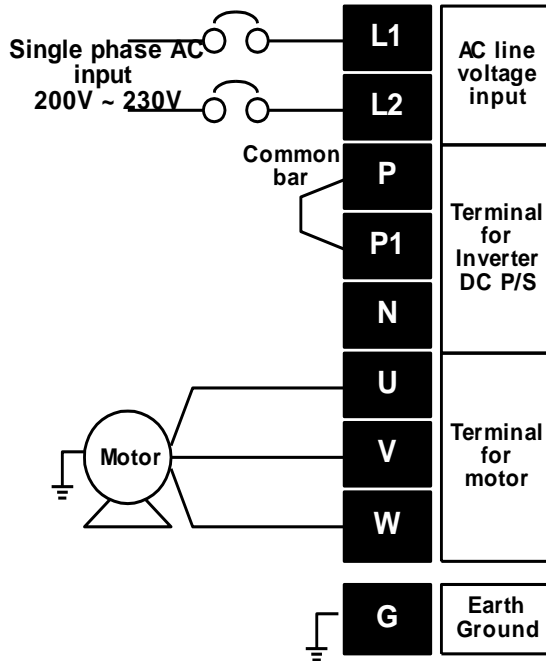 Single phase AC
input
200V ~ 230V
L1
L2
AC line
voltage
input
Common
bar
P
P1
N
Terminal
for
Inverter
DC P/S
Motor
U
V
W
Terminal
for
motor
G
Earth
Ground